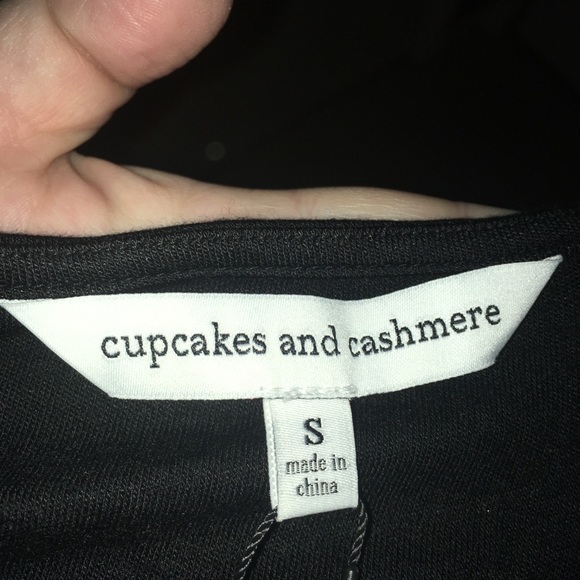 cupcakes and cashmere
S
made in
china